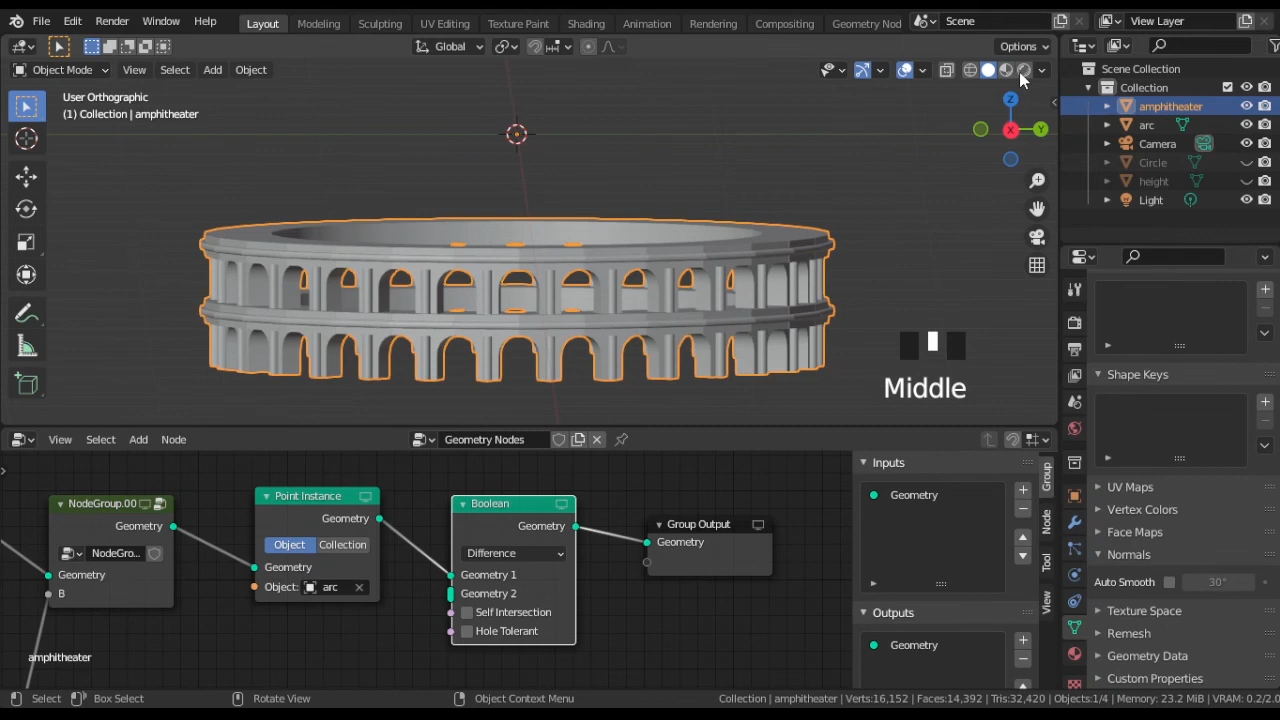 File Edit Render Window Help Layout Modeling Sculpting UV Editing Texture Paint Shading Animation Rendering Compositing Geometry Nod Scene View Layer
Global Options
Object Mode View Select Add Object
User Orthographic
(1) Collection | amphitheater
Z
Y
X
Scene Collection
Collection
amphitheater
arc
Camera
Circle
height
Light
Middle
Shape Keys
UV Maps
Vertex Colors
Face Maps
Normals
Auto Smooth 30°
Texture Space
Remesh
Geometry Data
Custom Properties
View Select Add Node Geometry Nodes
NodeGroup.00
Geometry
NodeGro...
Geometry
B
Point Instance
Geometry
Object Collection
Geometry
Object: arc
Boolean
Geometry
Difference
Geometry 1
Geometry 2
Self Intersection
Hole Tolerant
Group Output
Geometry
amphitheater
Inputs
Geometry
Outputs
Geometry
Group
Node
Tool
View
Select Box Select Rotate View Object Context Menu Collection | amphitheater | Verts:16,152 | Faces:14,392 | Tris:32,420 | Objects:1/4 | Memory: 23.2 MiB | VRAM: 0.2/2.0